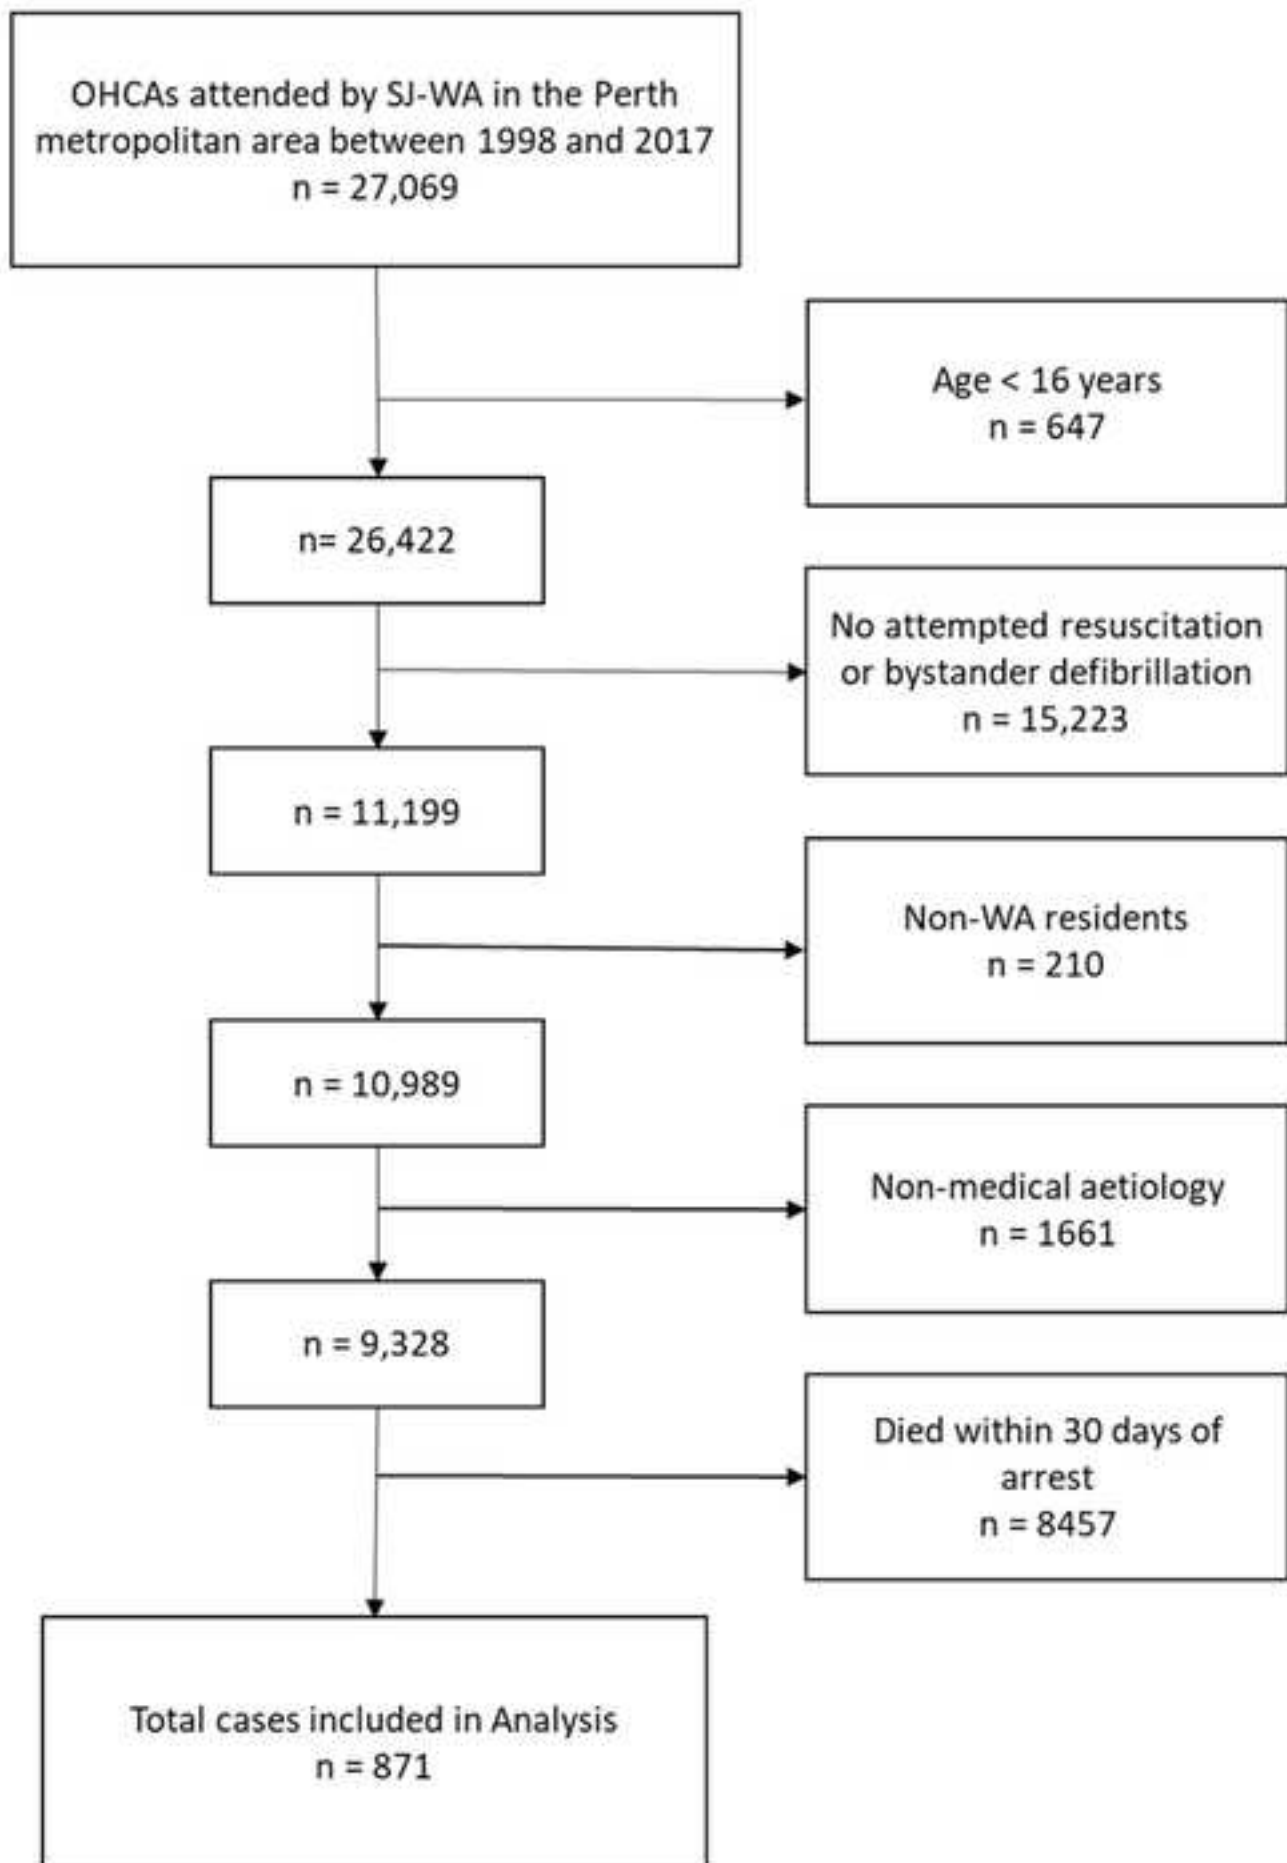 OHCAs attended by SJ-WA in the Perth
metropolitan area between 1998 and 2017
n = 27,069
Age < 16 years
n = 647
n= 26,422
No attempted resuscitation
or bystander defibrillation
n = 15,223
n = 11,199
Non-WA residents
n = 210
n = 10,989
Non-medical aetiology
n = 1661
n = 9,328
Died within 30 days of
arrest
n = 8457
Total cases included in Analysis
n = 871